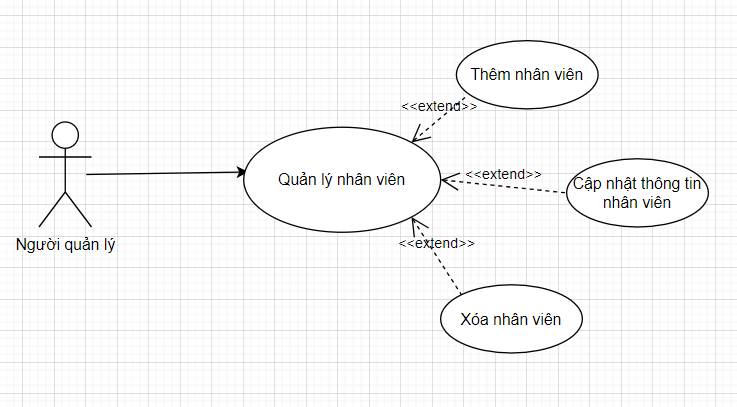 Thêm nhân viên
<<extend>>
Quản lý nhân viên
<<extend>>
Cập nhật thông tin
nhân viên
Người quản lý
<<extend>>
Xóa nhân viên